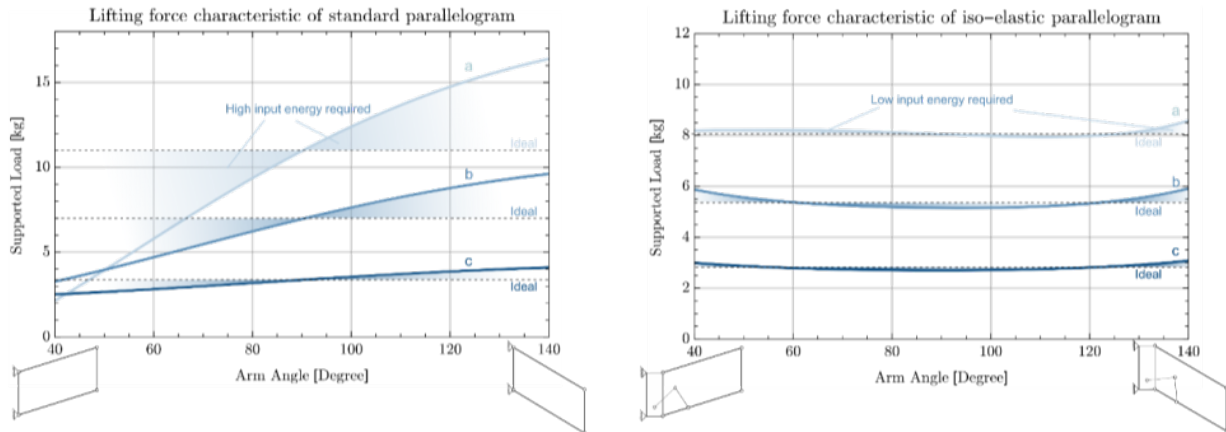 Lifting force characteristic of standard parallelogram
Supported Load [kg]
15
10
5
0
a
High input energy required
Ideal
b
Ideal
c
Ideal
40 60 80 100 120 140
Arm Angle [Degree]
Lifting force characteristic of iso-elastic parallelogram
Supported Load [kg]
12
10
8
6
4
2
0
a
Low input energy required
Ideal
b
Ideal
c
Ideal
40 60 80 100 120 140
Arm Angle [Degree]